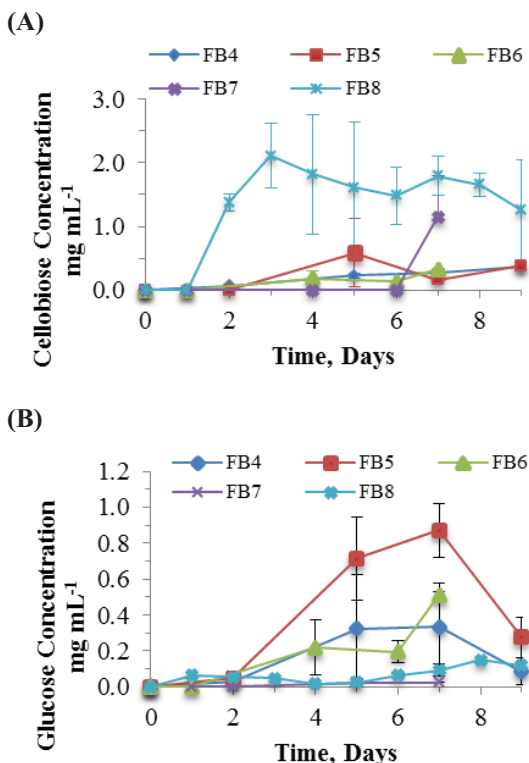 (A)
FB4 FB5 FB6
FB7 FB8
Cellobiose Concentration
mg mL-1
3.0
2.0
1.0
0.0
0 2 4 6 8
Time, Days
(B)
FB4 FB5 FB6
FB7 FB8
Glucose Concentration
mg mL-1
1.2
1.0
0.8
0.6
0.4
0.2
0.0
0 2 4 6 8
Time, Days